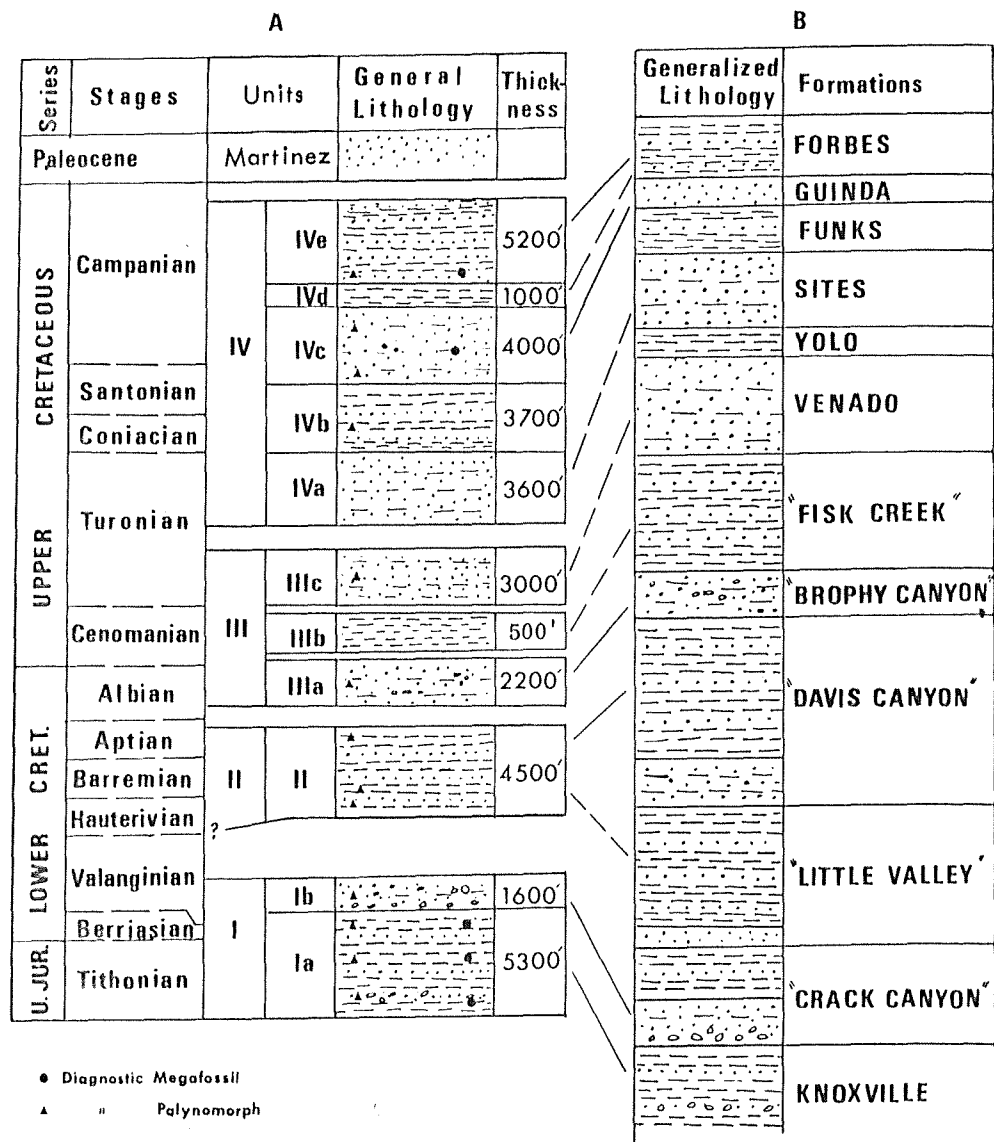 A
B
Series
Stages
Units
General Lithology
Thick-ness
Generalized Lithology
Formations
Paleocene
Martinez
UPPER CRETACEOUS
LOWER CRET.
U. JUR.
Campanian
Santonian
Coniacian
Turonian
Cenomanian
Albian
Aptian
Barremian
Hauterivian
?
Valanginian
Berriasian
Tithonian
IV
IVe
5200'
IVd
1000'
IVc
4000'
IVb
3700'
IVa
3600'
III
IIIc
3000'
IIIb
500'
IIIa
2200'
II
II
4500'
I
Ib
1600'
Ia
5300'
FORBES
GUINDA
FUNKS
SITES
YOLO
VENADO
"FISK CREEK"
"BROPHY CANYON"
"DAVIS CANYON"
"LITTLE VALLEY"
"CRACK CANYON"
KNOXVILLE
● Diagnostic Megafossil
▲ " Palynomorph